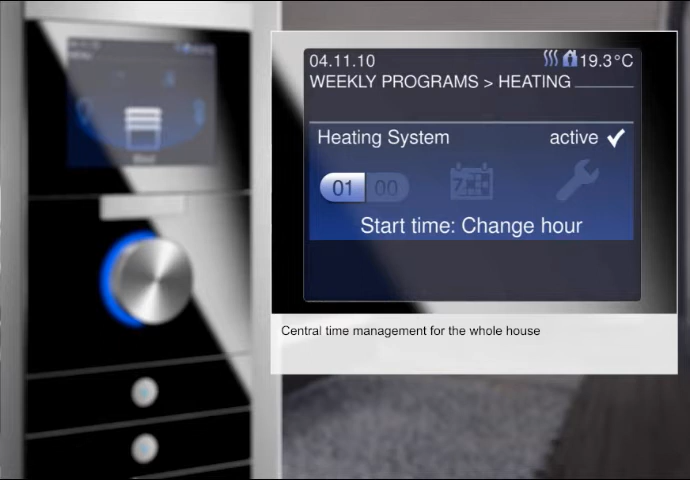 04.11.10 19.3°C
WEEKLY PROGRAMS > HEATING
Heating System active
01 00
7
Start time: Change hour
Central time management for the whole house